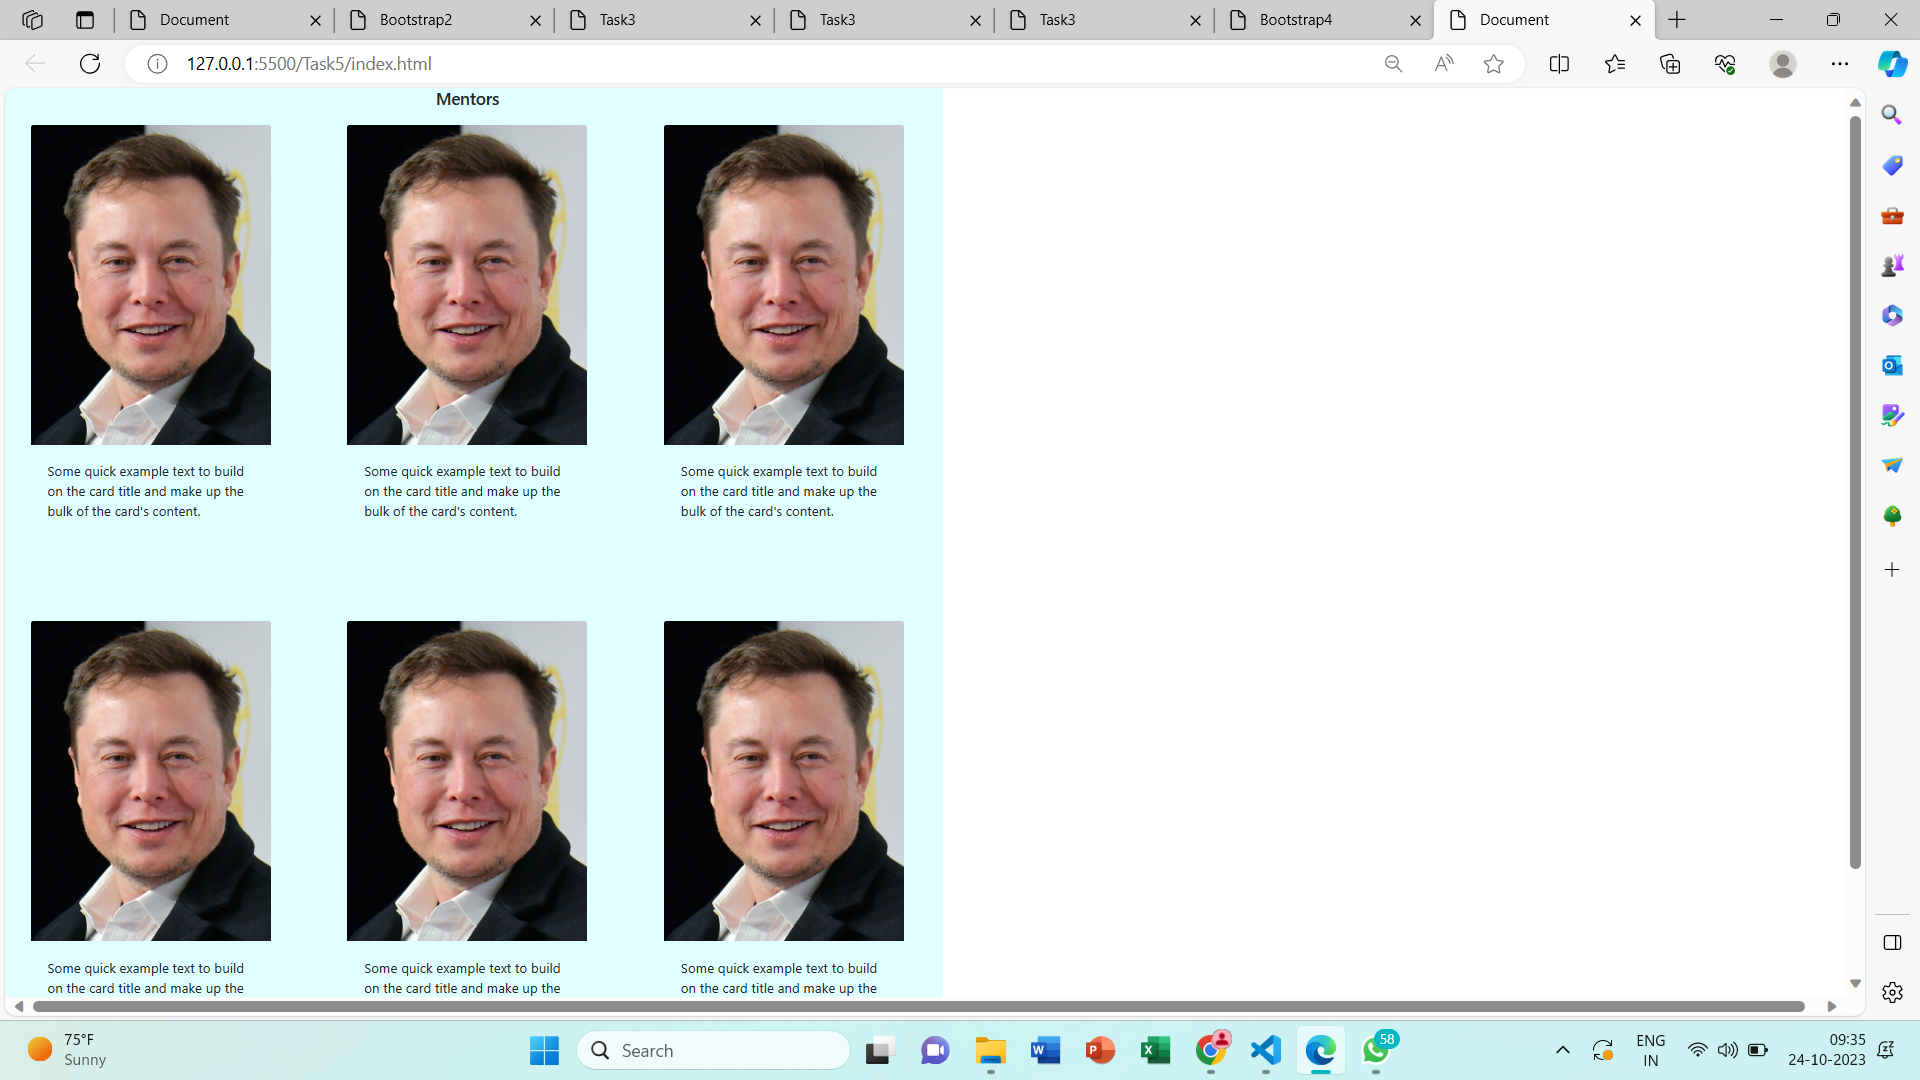 Document
Bootstrap2
Task3
Task3
Task3
Bootstrap4
Document
127.0.0.1:5500/Task5/index.html
Mentors
Some quick example text to build
on the card title and make up the
bulk of the card's content.
Some quick example text to build
on the card title and make up the
bulk of the card's content.
Some quick example text to build
on the card title and make up the
bulk of the card's content.
Some quick example text to build
on the card title and make up the
Some quick example text to build
on the card title and make up the
Some quick example text to build
on the card title and make up the
75°F
Sunny
Search
58
ENG
IN
09:35
24-10-2023